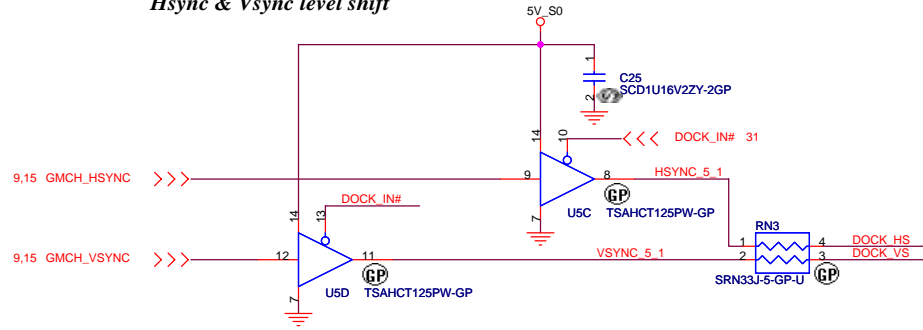 Hsync & Vsync level shift
5V_S0
1
C25
2
SCD1U16V2ZY-2GP
14
10
DOCK_IN# 31
9,15 GMCH_HSYNC
9
8
HSYNC_5_1
GP
DOCK_IN#
14
13
7
U5C
TSAHCT125PW-GP
RN3
1
4
DOCK_HS
9,15 GMCH_VSYNC
12
11
VSYNC_5_1
2
3
DOCK_VS
GP
SRN33J-5-GP-U
GP
7
U5D
TSAHCT125PW-GP